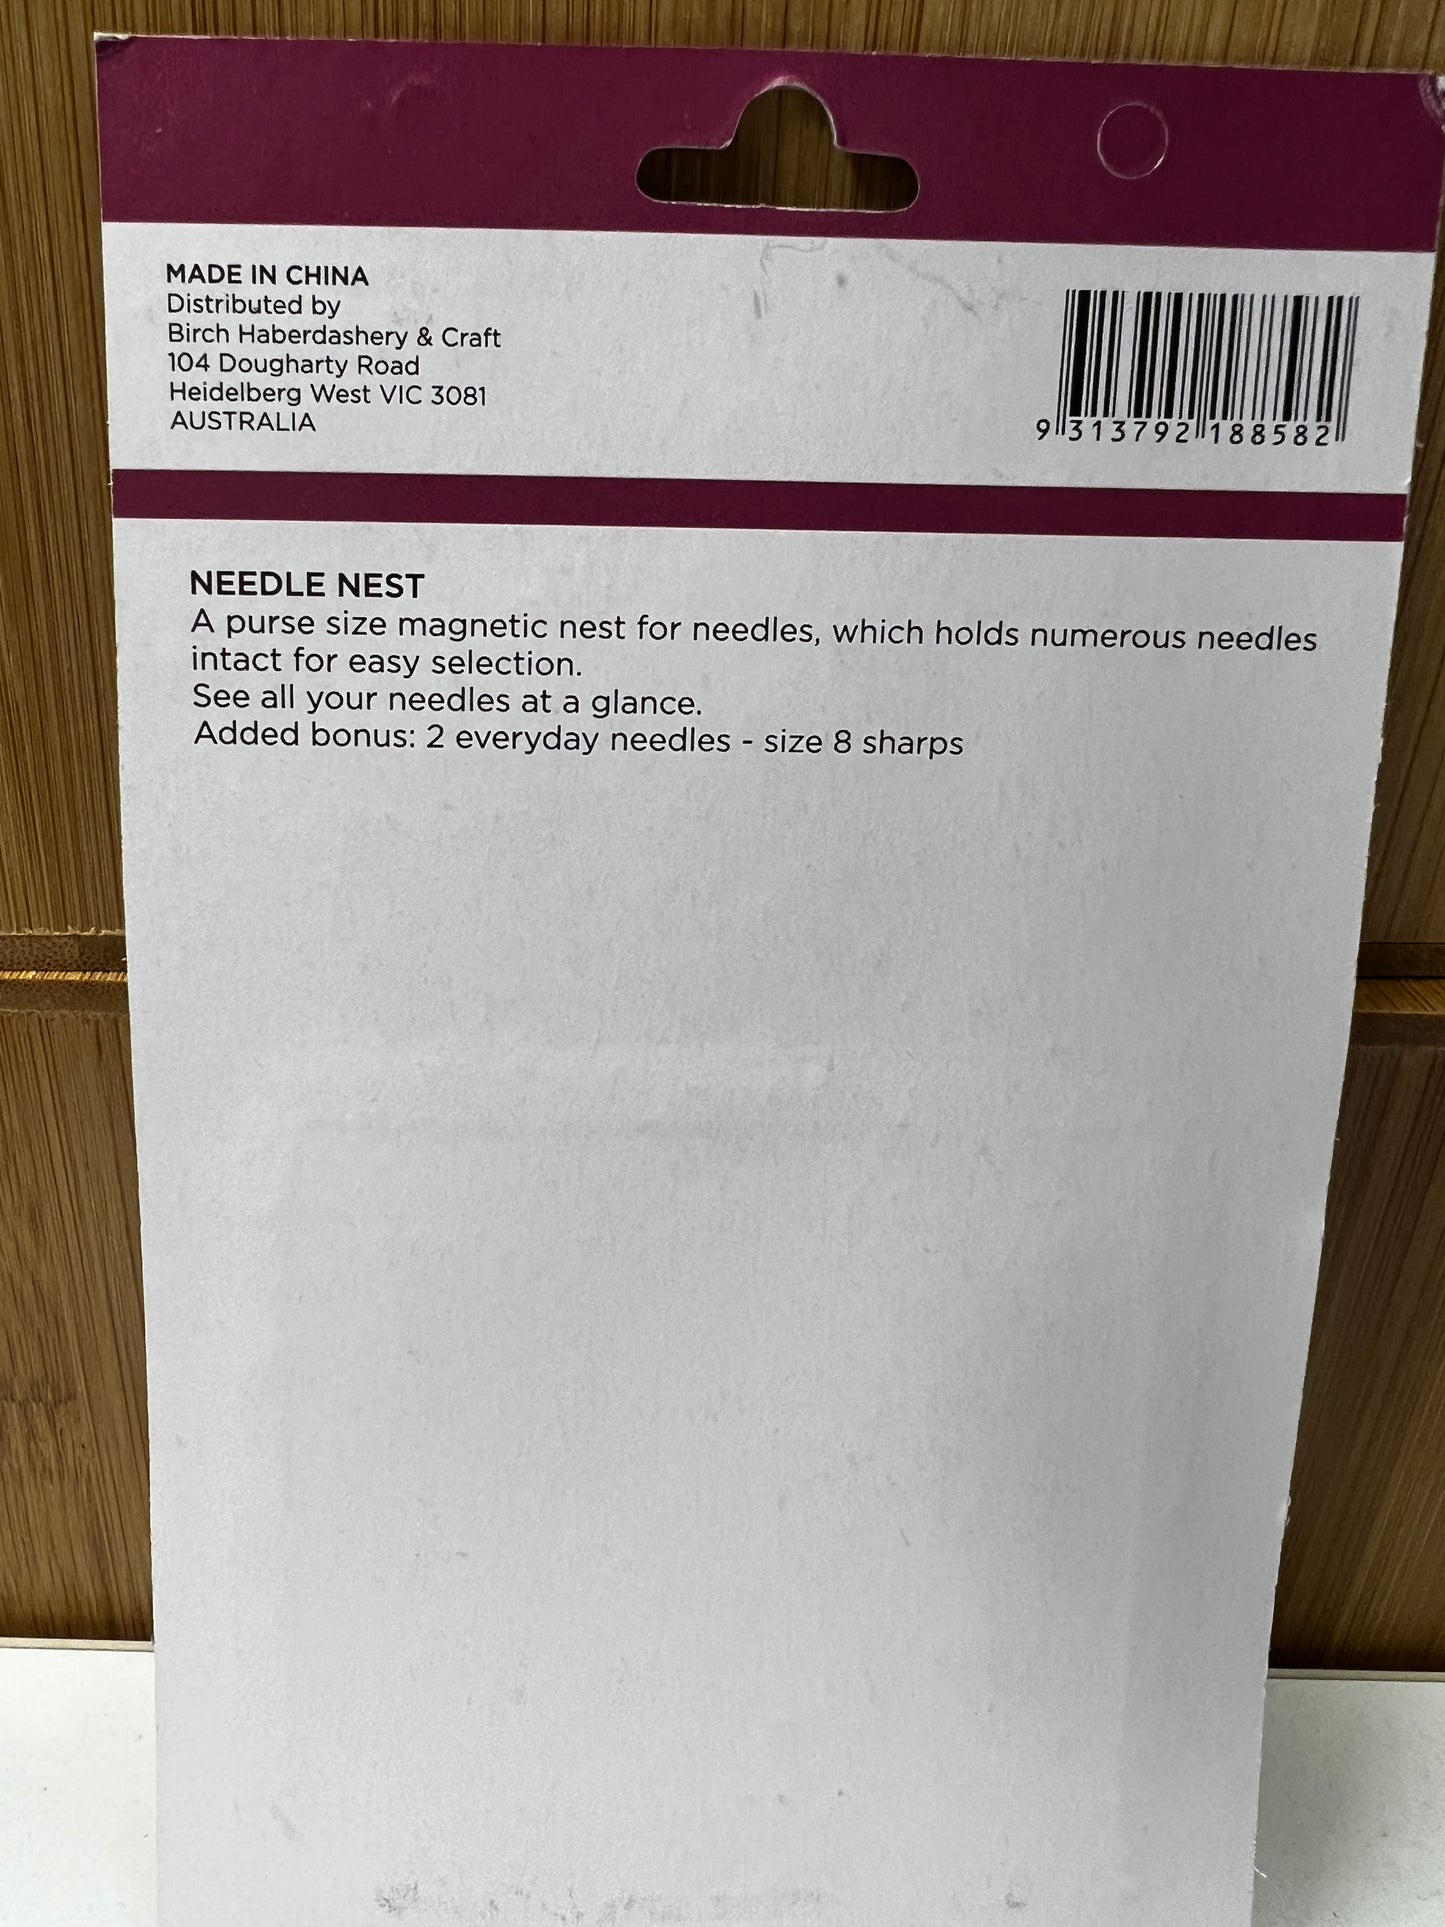 MADE IN CHINA
Distributed by
Birch Haberdashery & Craft
104 Dougharty Road
Heidelberg West VIC 3081
AUSTRALIA
9 313792 188582
NEEDLE NEST
A purse size magnetic nest for needles, which holds numerous needles
intact for easy selection.
See all your needles at a glance.
Added bonus: 2 everyday needles - size 8 sharps